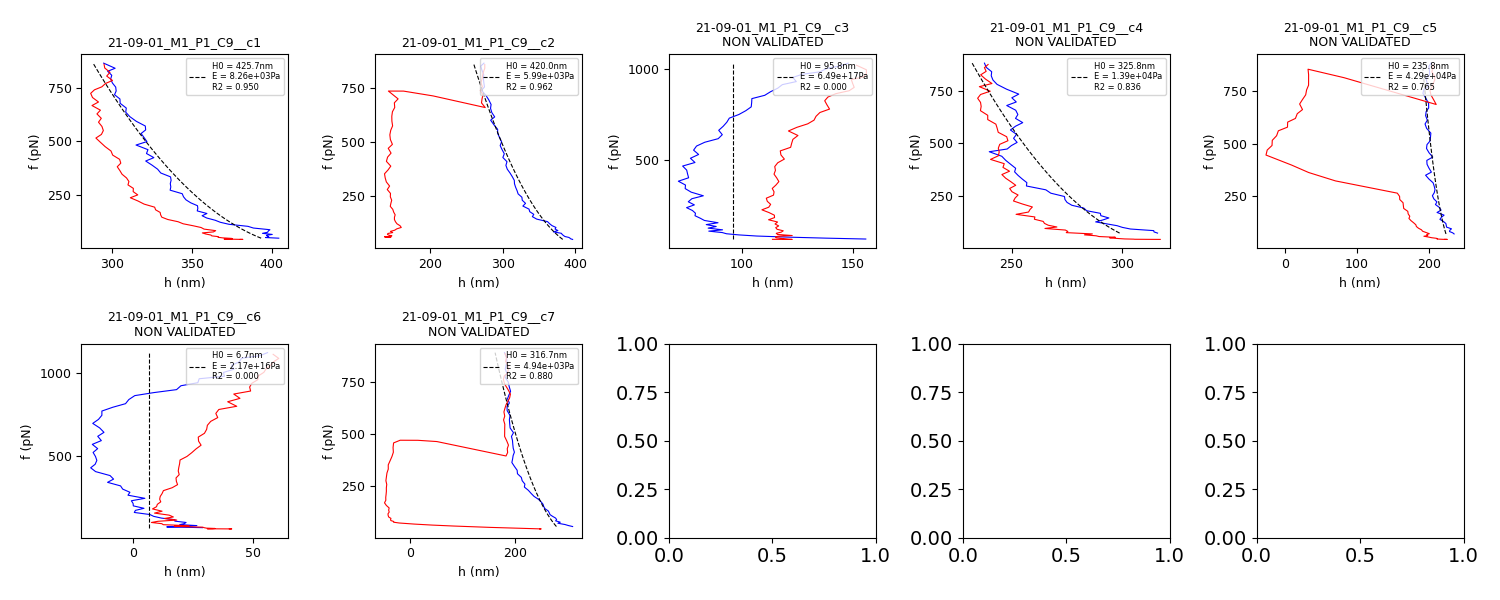 21-09-01_M1_P1_C9__c1
H0 = 425.7nm
E = 8.26e+03Pa
R2 = 0.950
750
500
250
f (pN)
300 350 400
h (nm)
21-09-01_M1_P1_C9__c2
H0 = 420.0nm
E = 5.99e+03Pa
R2 = 0.962
750
500
250
f (pN)
200 300 400
h (nm)
21-09-01_M1_P1_C9__c3
NON VALIDATED
H0 = 95.8nm
E = 6.49e+17Pa
R2 = 0.000
1000
500
f (pN)
100 150
h (nm)
21-09-01_M1_P1_C9__c4
NON VALIDATED
H0 = 325.8nm
E = 1.39e+04Pa
R2 = 0.836
750
500
250
f (pN)
250 300
h (nm)
21-09-01_M1_P1_C9__c5
NON VALIDATED
H0 = 235.8nm
E = 4.29e+04Pa
R2 = 0.765
750
500
250
f (pN)
0 100 200
h (nm)
21-09-01_M1_P1_C9__c6
NON VALIDATED
H0 = 6.7nm
E = 2.17e+16Pa
R2 = 0.000
1000
500
f (pN)
0 50
h (nm)
21-09-01_M1_P1_C9__c7
NON VALIDATED
H0 = 316.7nm
E = 4.94e+03Pa
R2 = 0.880
750
500
250
f (pN)
0 200
h (nm)
1.00
0.75
0.50
0.25
0.00
0.0 0.5 1.0
1.00
0.75
0.50
0.25
0.00
0.0 0.5 1.0
1.00
0.75
0.50
0.25
0.00
0.0 0.5 1.0